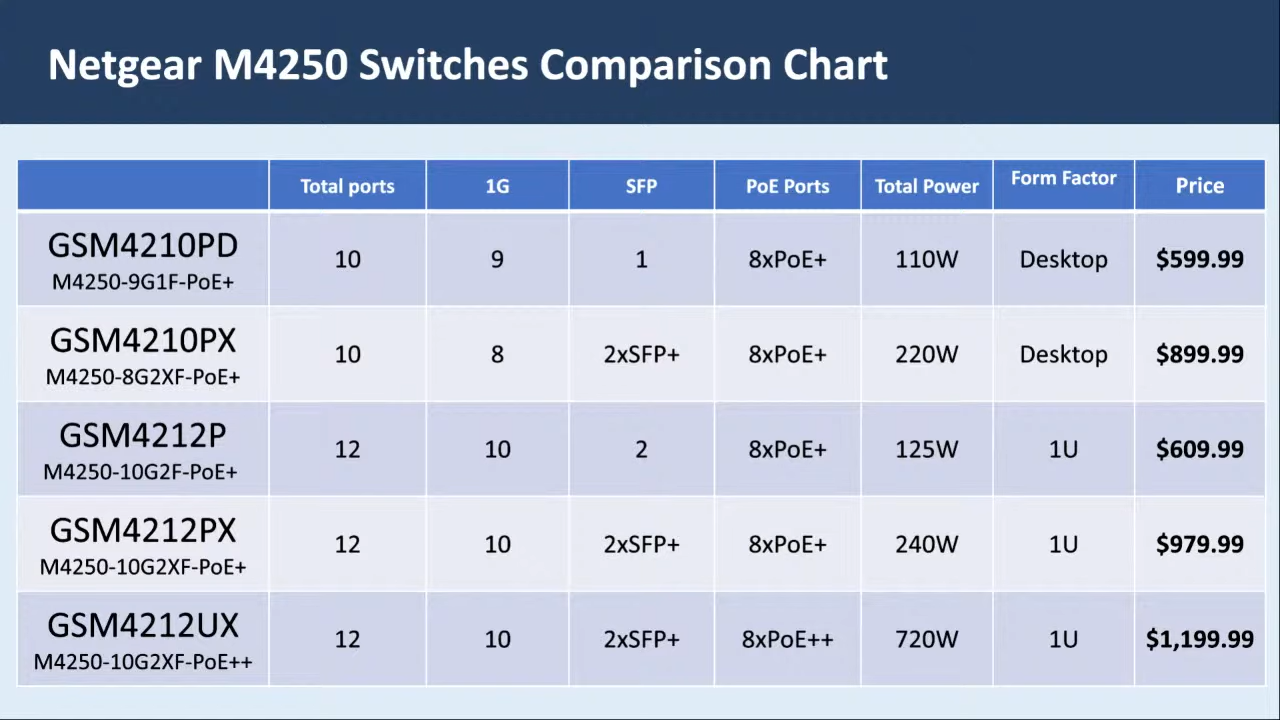 Netgear M4250 Switches Comparison Chart
Total ports 1G SFP PoE Ports Total Power Form Factor Price
GSM4210PD
M4250-9G1F-PoE+
10 9 1 8xPoE+ 110W Desktop $599.99
GSM4210PX
M4250-8G2XF-PoE+
10 8 2xSFP+ 8xPoE+ 220W Desktop $899.99
GSM4212P
M4250-10G2F-PoE+
12 10 2 8xPoE+ 125W 1U $609.99
GSM4212PX
M4250-10G2XF-PoE+
12 10 2xSFP+ 8xPoE+ 240W 1U $979.99
GSM4212UX
M4250-10G2XF-PoE++
12 10 2xSFP+ 8xPoE++ 720W 1U $1,199.99